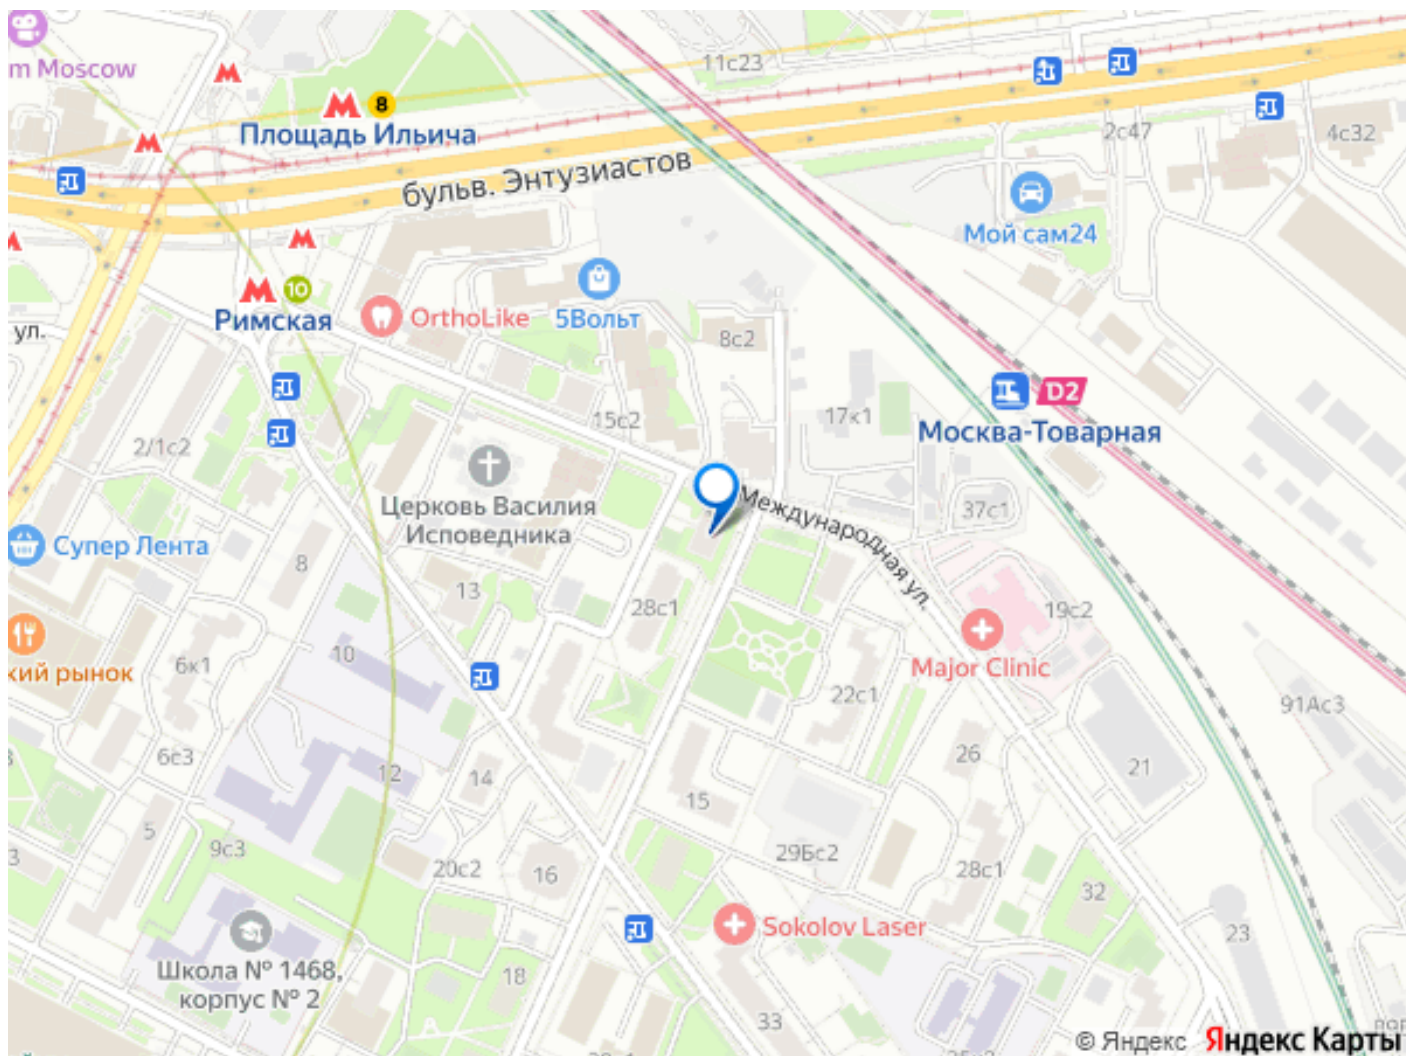 m Moscow
11с23
8
Площадь Ильича
2с47
4с32
бульв. Энтузиастов
Мой сам24
10
Римская
OrthoLike
5Вольт
ул.
8с2
D2
Москва-Товарная
15с2
17к1
2/1с2
Церковь Василия
Исповедника
Международная ул.
37с1
Супер Лента
8
13
28с1
19с2
Major Clinic
10
6к1
кий рынок
22с1
91Ас3
6с3
12
14
26
21
15
5
9с3
3
20с2
16
29Бс2
28с1
32
Sokolov Laser
23
Школа № 1468,
корпус № 2
18
33
© Яндекс
Яндекс Карты